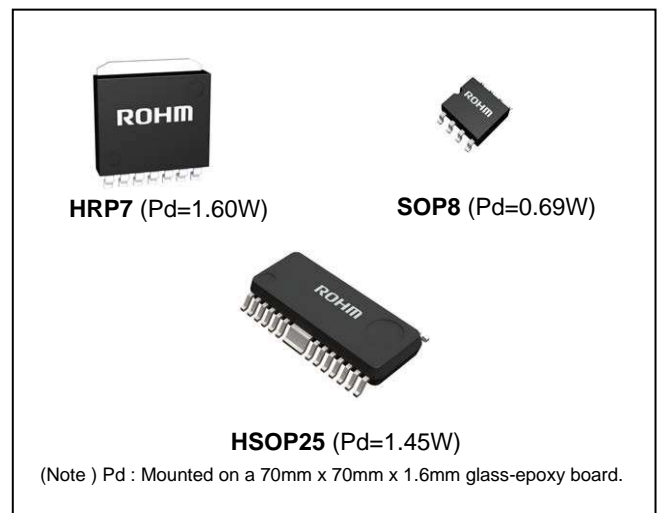 ROHM
ROHM
HRP7 (Pd=1.60W)
SOP8 (Pd=0.69W)
ROHM
HSOP25 (Pd=1.45W)
(Note ) Pd : Mounted on a 70mm x 70mm x 1.6mm glass-epoxy board.